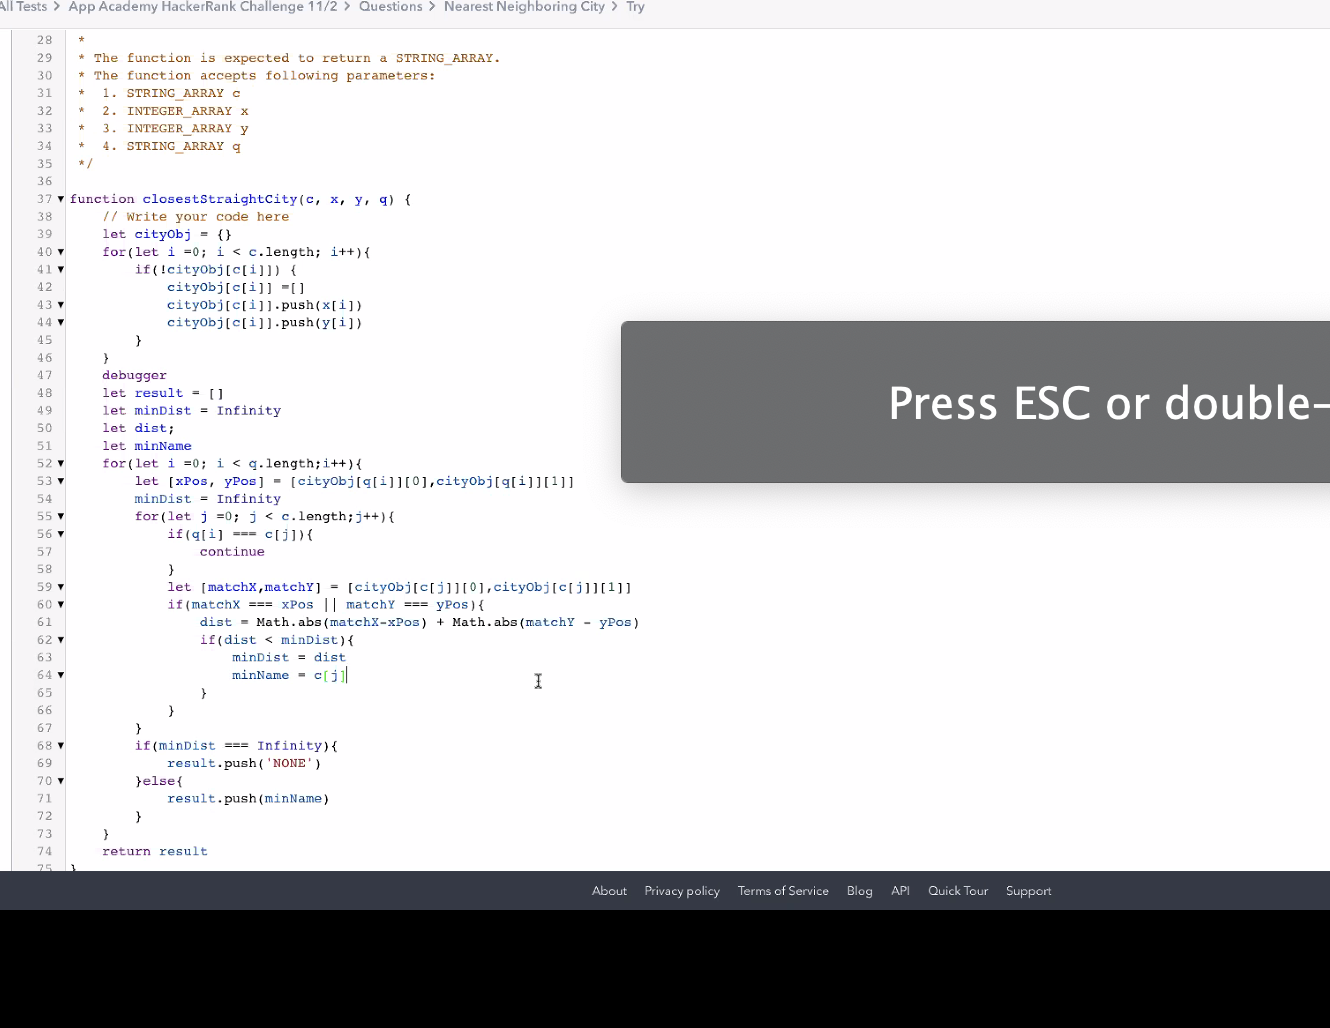 All Tests > App Academy HackerRank Challenge 11/2 > Questions > Nearest Neighboring City > Try
28 *
29 * The function is expected to return a STRING_ARRAY.
30 * The function accepts following parameters:
31 *  1. STRING_ARRAY c
32 *  2. INTEGER_ARRAY x
33 *  3. INTEGER_ARRAY y
34 *  4. STRING_ARRAY q
35 */
36
37 function closestStraightCity(c, x, y, q) {
38     // Write your code here
39     let cityObj = {}
40     for(let i =0; i < c.length; i++){
41         if(!cityObj[c[i]]) {
42             cityObj[c[i]] =[]
43             cityObj[c[i]].push(x[i])
44             cityObj[c[i]].push(y[i])
45         }
46     }
47     debugger
48     let result = []
49     let minDist = Infinity
50     let dist;
51     let minName
52     for(let i =0; i < q.length;i++){
53         let [xPos, yPos] = [cityObj[q[i]][0],cityObj[q[i]][1]]
54         minDist = Infinity
55         for(let j =0; j < c.length;j++){
56             if(q[i] === c[j]){
57                 continue
58             }
59             let [matchX,matchY] = [cityObj[c[j]][0],cityObj[c[j]][1]]
60             if(matchX === xPos || matchY === yPos){
61                 dist = Math.abs(matchX-xPos) + Math.abs(matchY - yPos)
62                 if(dist < minDist){
63                     minDist = dist
64                     minName = c[j]
65                 }
66             }
67         }
68         if(minDist === Infinity){
69             result.push('NONE')
70         }else{
71             result.push(minName)
72         }
73     }
74     return result
75 }
Press ESC or double-
About Privacy policy Terms of Service Blog API Quick Tour Support